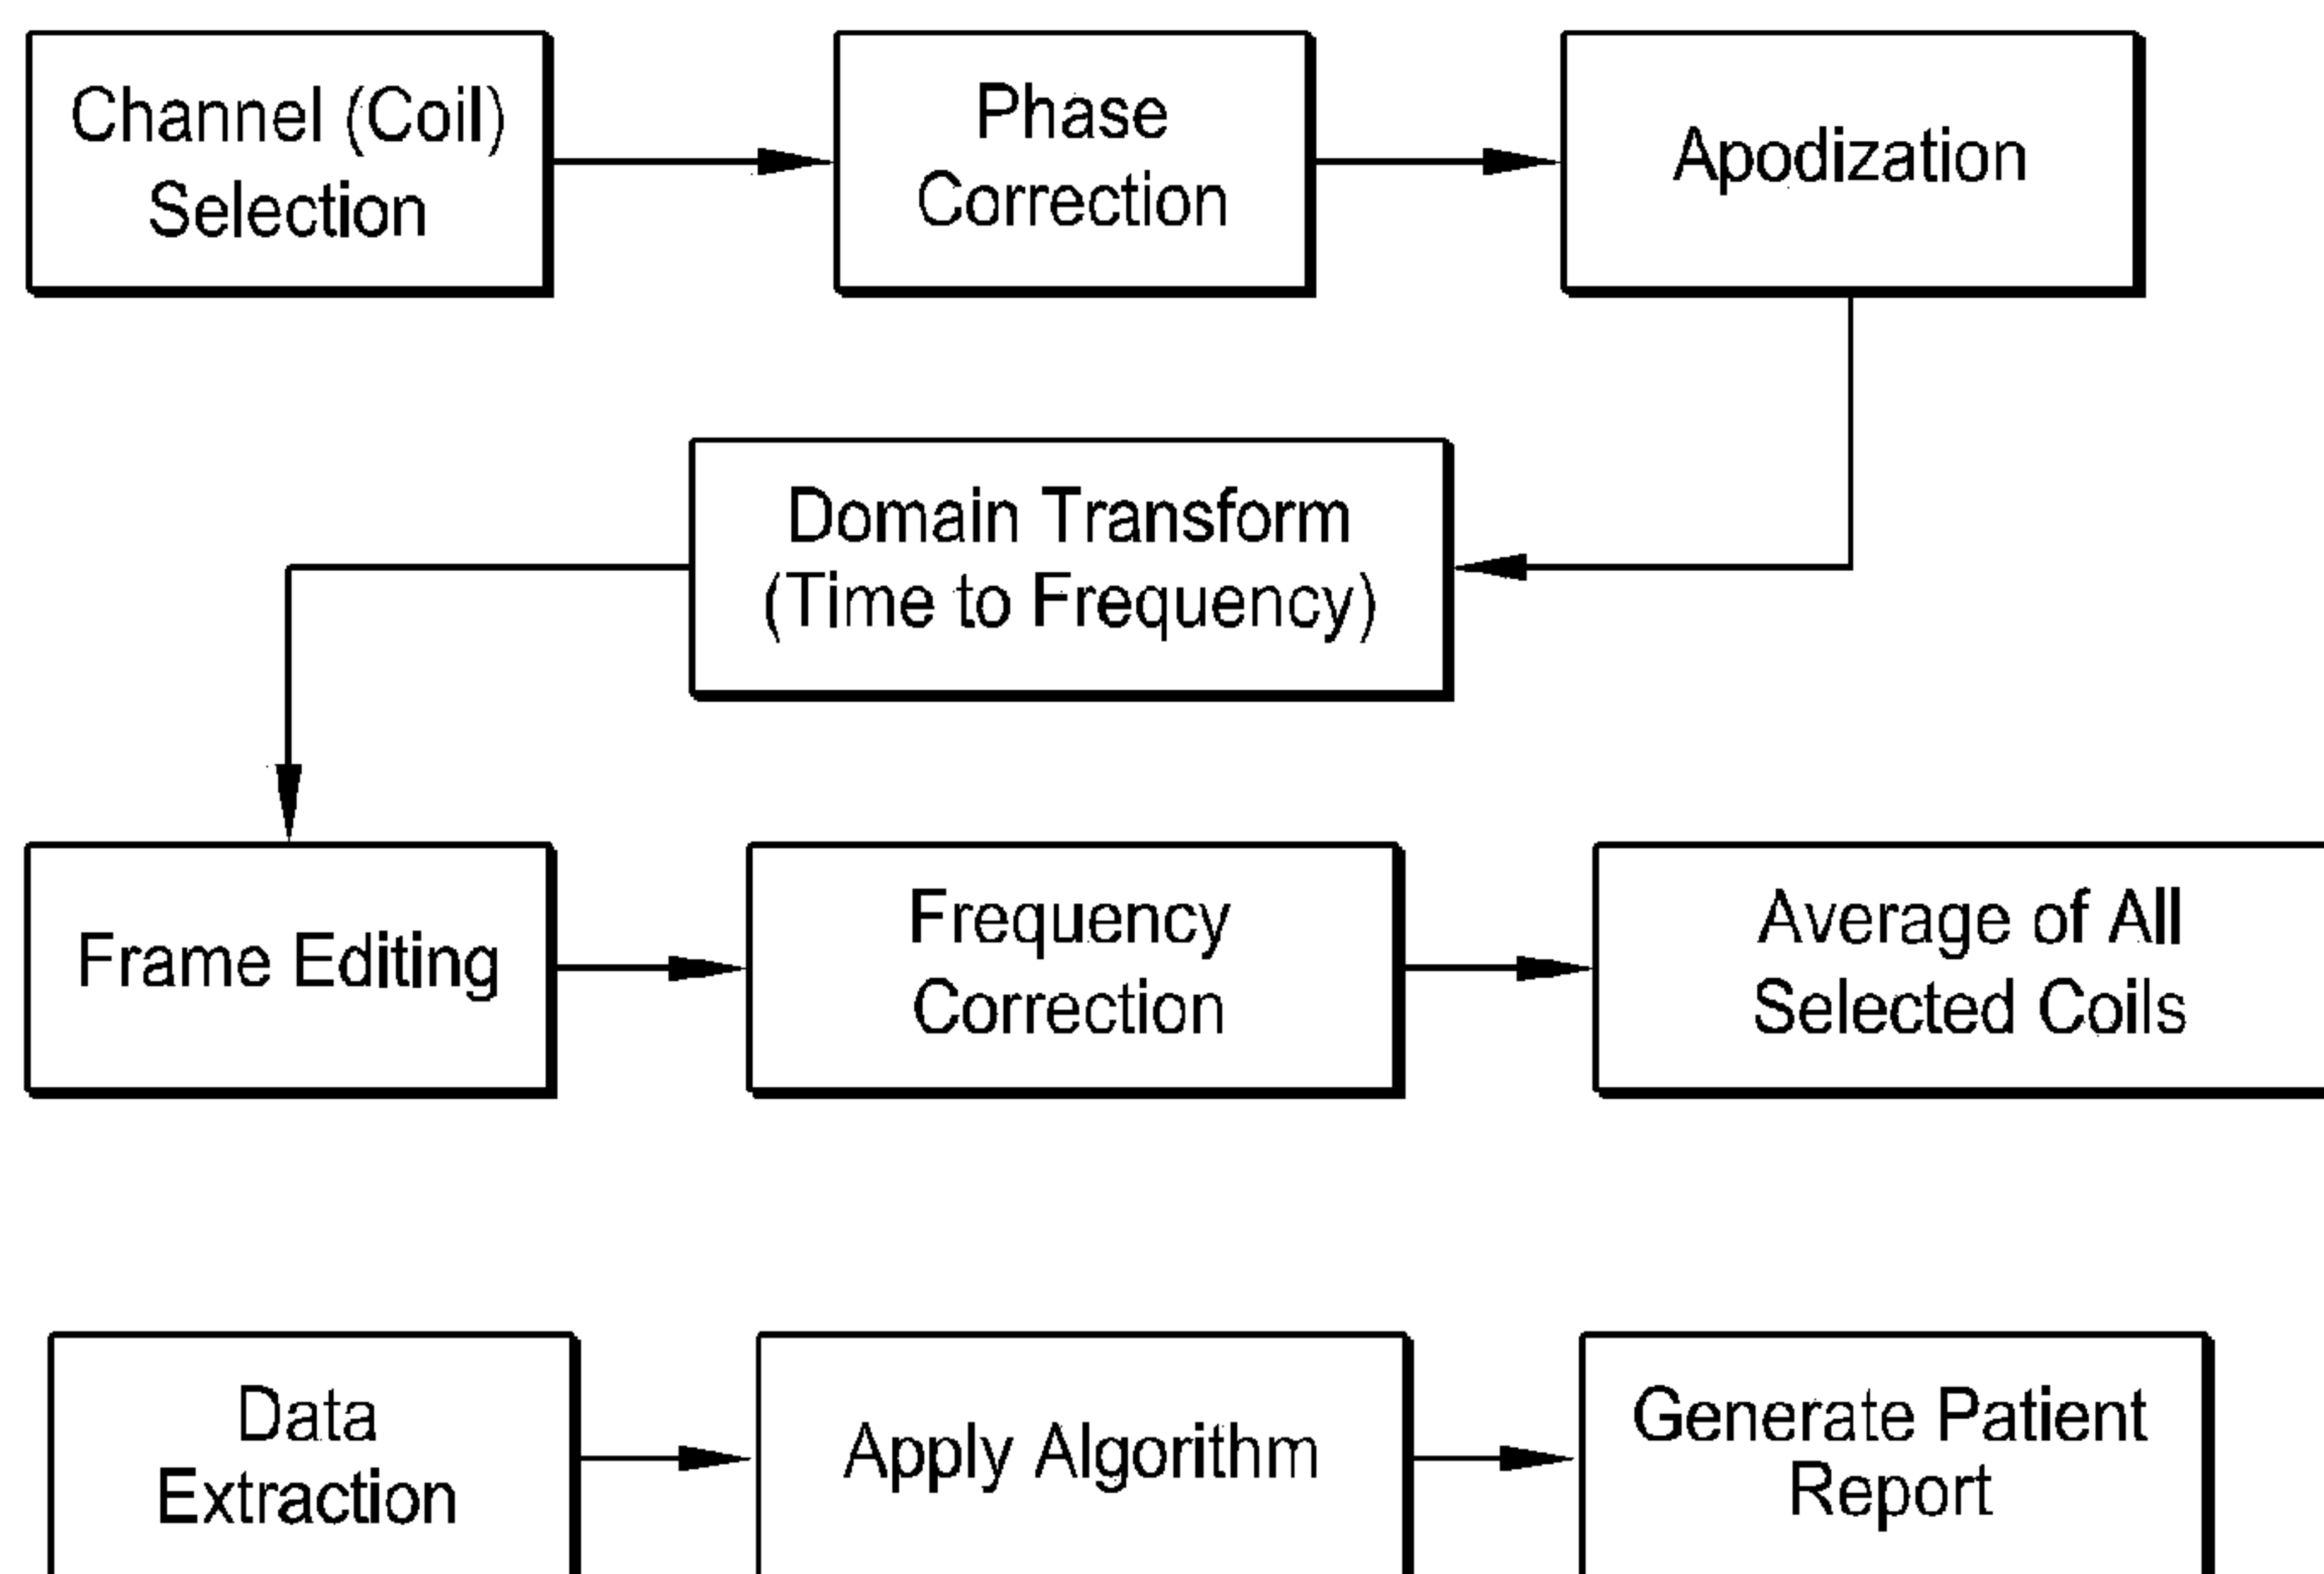 Channel (Coil)
Selection
Phase
Correction
Apodization
Domain Transform
(Time to Frequency)
Frame Editing
Frequency
Correction
Average of All
Selected Coils
Data
Extraction
Apply Algorithm
Generate Patient
Report